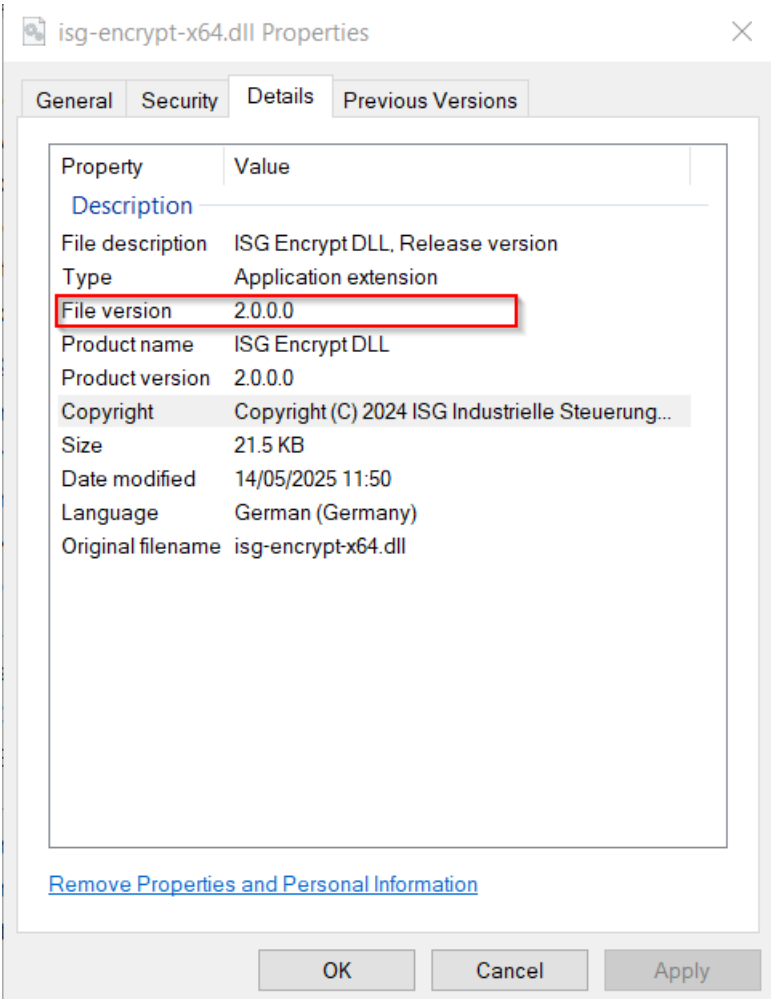 isg-encrypt-x64.dll Properties
General Security Details Previous Versions
Property Value
Description
File description ISG Encrypt DLL, Release version
Type Application extension
File version 2.0.0.0
Product name ISG Encrypt DLL
Product version 2.0.0.0
Copyright Copyright (C) 2024 ISG Industrielle Steuerung...
Size 21.5 KB
Date modified 14/05/2025 11:50
Language German (Germany)
Original filename isg-encrypt-x64.dll
Remove Properties and Personal Information
OK Cancel Apply